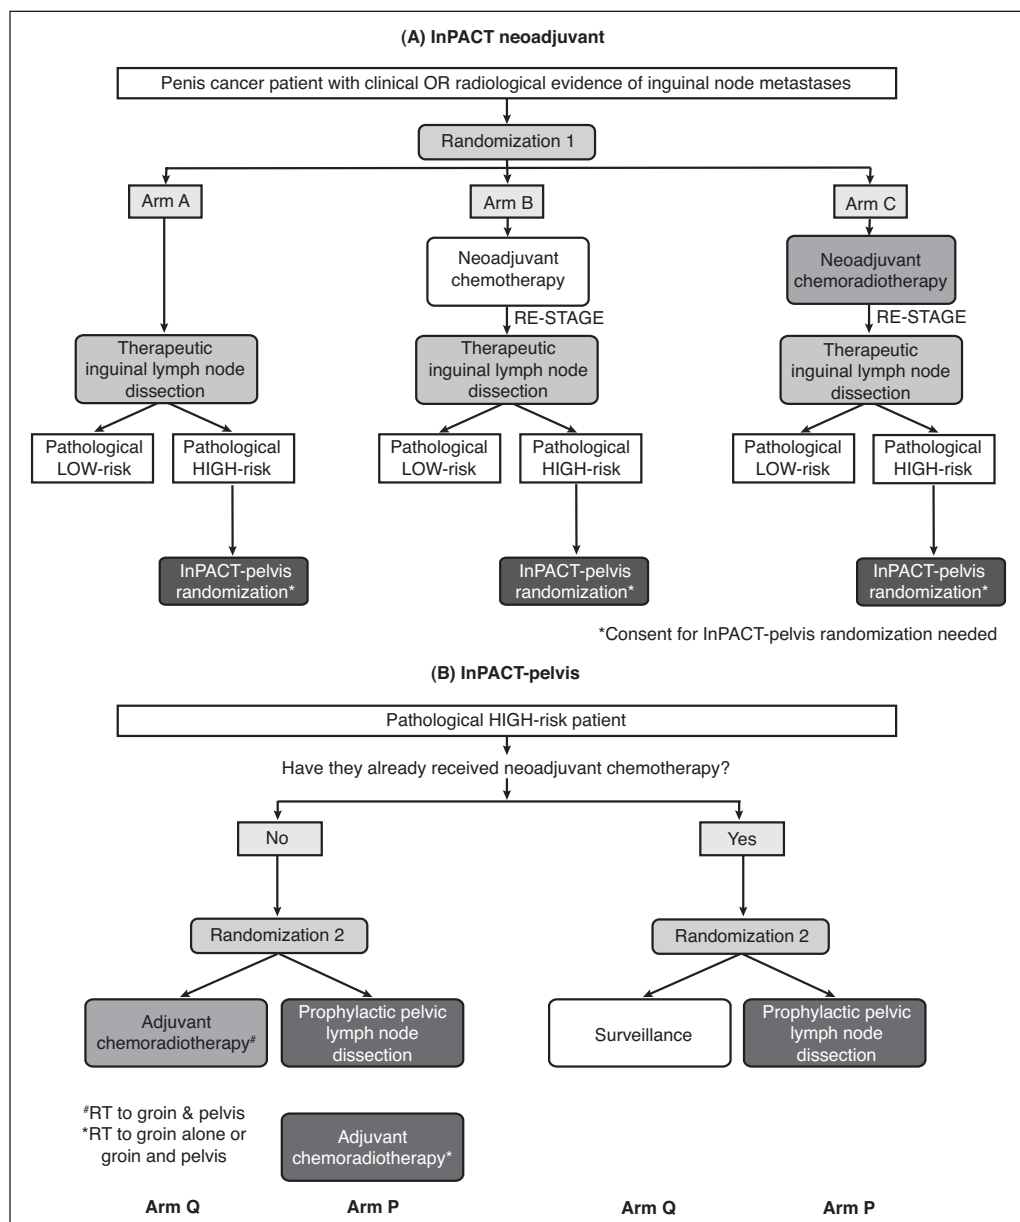 (A) InPACT neoadjuvant
Penis cancer patient with clinical OR radiological evidence of inguinal node metastases
Randomization 1
Arm A
Arm B
Arm C
Neoadjuvant
chemotherapy
Neoadjuvant
chemoradiotherapy
RE-STAGE
RE-STAGE
Therapeutic
inguinal lymph node
dissection
Therapeutic
inguinal lymph node
dissection
Therapeutic
inguinal lymph node
dissection
Pathological
LOW-risk
Pathological
HIGH-risk
Pathological
LOW-risk
Pathological
HIGH-risk
Pathological
LOW-risk
Pathological
HIGH-risk
InPACT-pelvis
randomization*
InPACT-pelvis
randomization*
InPACT-pelvis
randomization*
*Consent for InPACT-pelvis randomization needed
(B) InPACT-pelvis
Pathological HIGH-risk patient
Have they already received neoadjuvant chemotherapy?
No
Yes
Randomization 2
Randomization 2
Adjuvant
chemoradiotherapy#
Prophylactic pelvic
lymph node
dissection
Surveillance
Prophylactic pelvic
lymph node
dissection
#RT to groin & pelvis
*RT to groin alone or
groin and pelvis
Adjuvant
chemoradiotherapy*
Arm Q
Arm P
Arm Q
Arm P